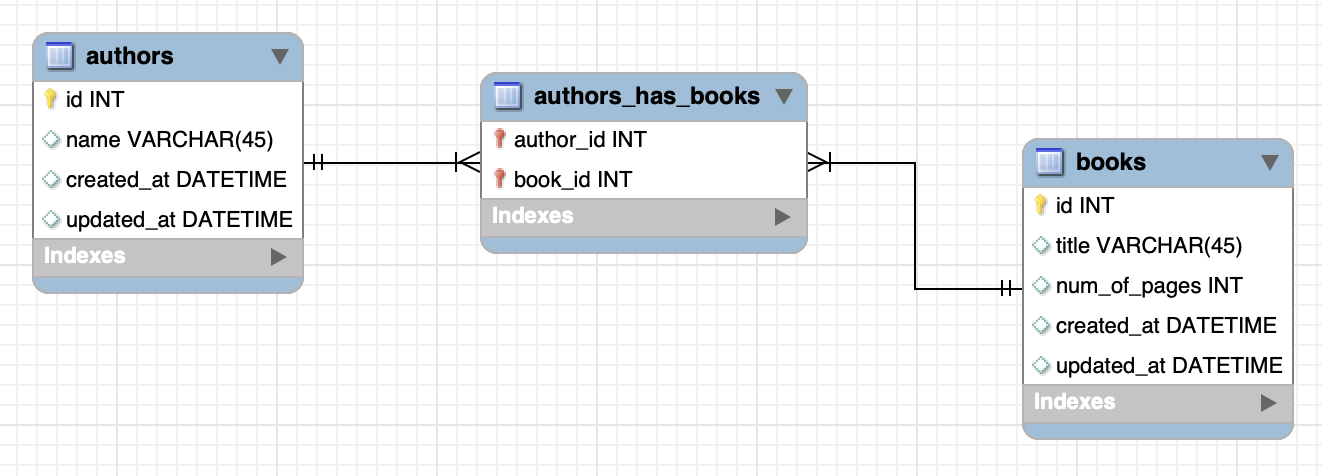 authors
id INT
name VARCHAR(45)
created_at DATETIME
updated_at DATETIME
Indexes
authors_has_books
author_id INT
book_id INT
Indexes
books
id INT
title VARCHAR(45)
num_of_pages INT
created_at DATETIME
updated_at DATETIME
Indexes